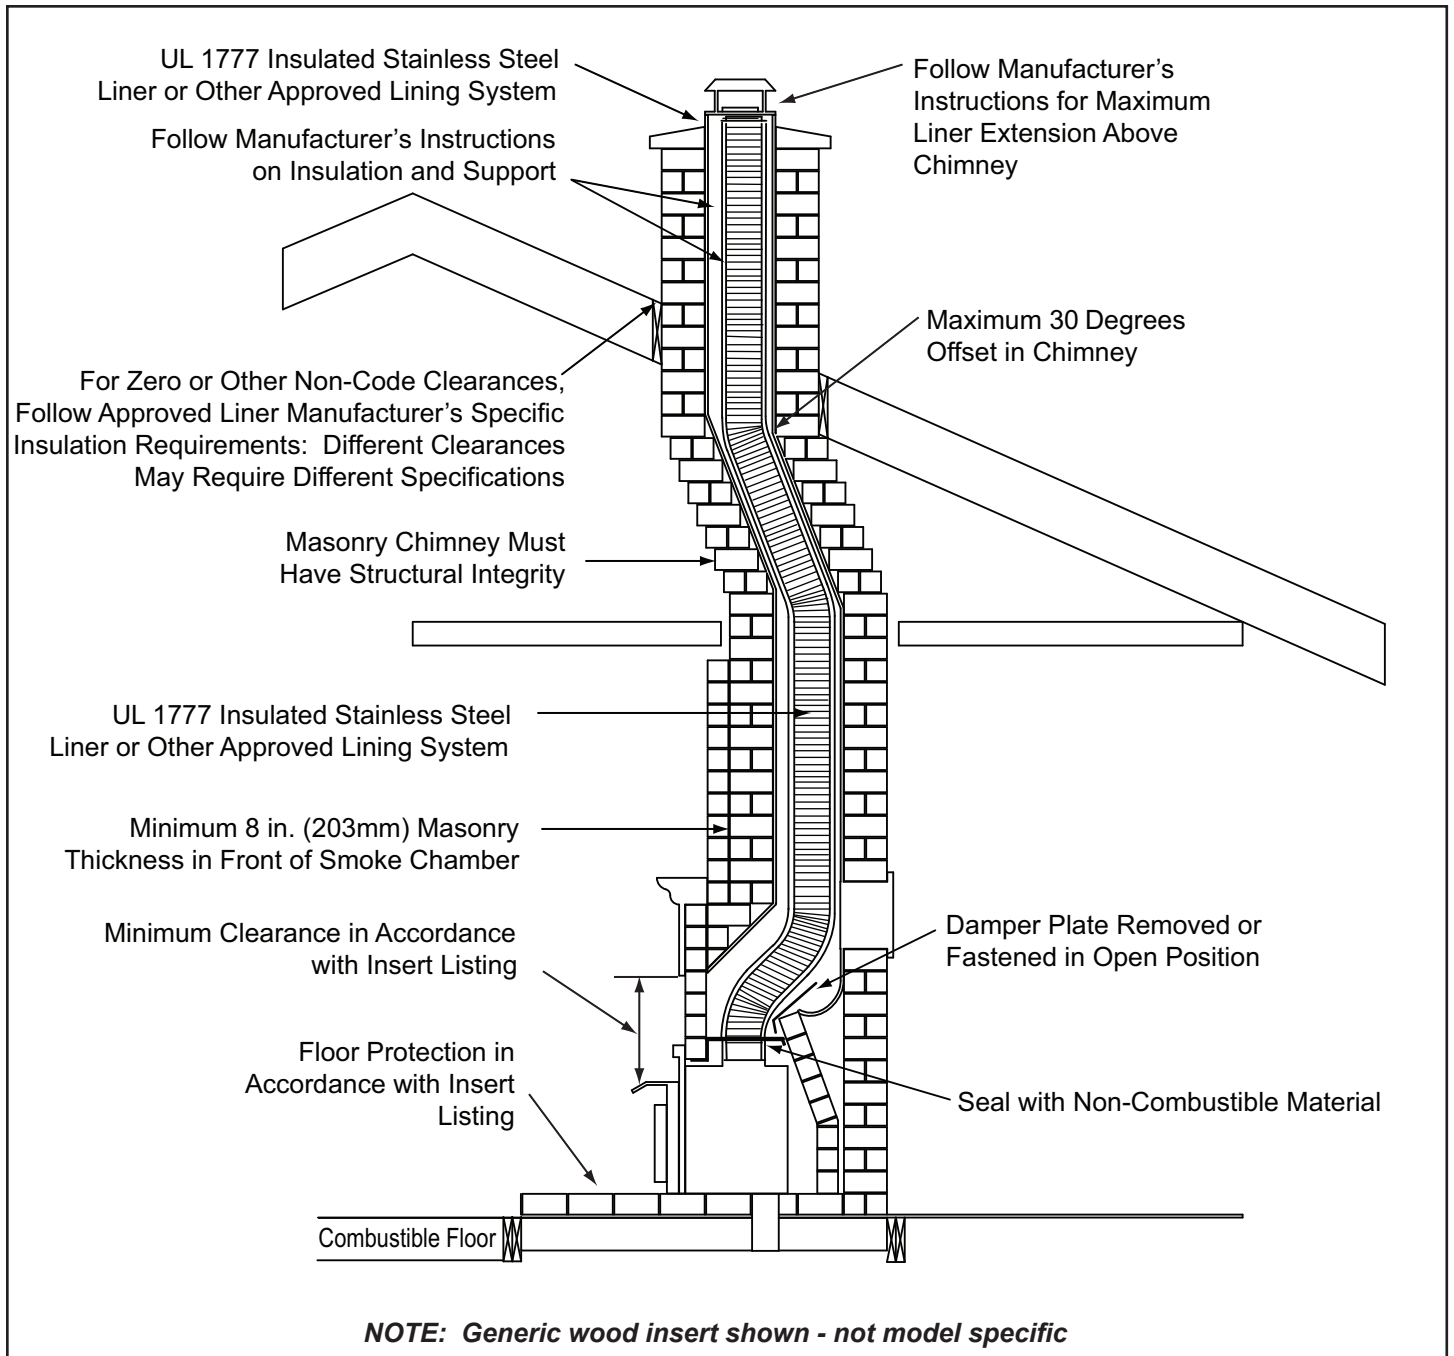 UL 1777 Insulated Stainless Steel
Liner or Other Approved Lining System
Follow Manufacturer's
Instructions for Maximum
Liner Extension Above
Chimney
Follow Manufacturer's Instructions
on Insulation and Support
Maximum 30 Degrees
Offset in Chimney
For Zero or Other Non-Code Clearances,
Follow Approved Liner Manufacturer's Specific
Insulation Requirements: Different Clearances
May Require Different Specifications
Masonry Chimney Must
Have Structural Integrity
UL 1777 Insulated Stainless Steel
Liner or Other Approved Lining System
Minimum 8 in. (203mm) Masonry
Thickness in Front of Smoke Chamber
Minimum Clearance in Accordance
with Insert Listing
Damper Plate Removed or
Fastened in Open Position
Floor Protection in
Accordance with Insert
Listing
Seal with Non-Combustible Material
Combustible Floor
NOTE: Generic wood insert shown - not model specific